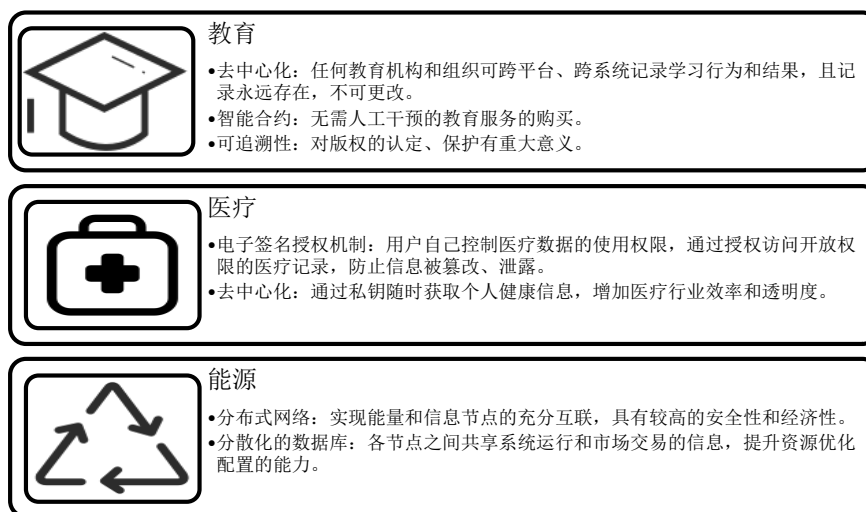 教育
•去中心化：任何教育机构和组织可跨平台、跨系统记录学习行为和结果，且记
录永远存在，不可更改。
•智能合约：无需人工干预的教育服务的购买。
•可追溯性：对版权的认定、保护有重大意义。
医疗
•电子签名授权机制：用户自己控制医疗数据的使用权限，通过授权访问开放权
限的医疗记录，防止信息被篡改、泄露。
•去中心化：通过私钥随时获取个人健康信息，增加医疗行业效率和透明度。
能源
•分布式网络：实现能量和信息节点的充分互联，具有较高的安全性和经济性。
•分散化的数据库：各节点之间共享系统运行和市场交易的信息，提升资源优化
配置的能力。